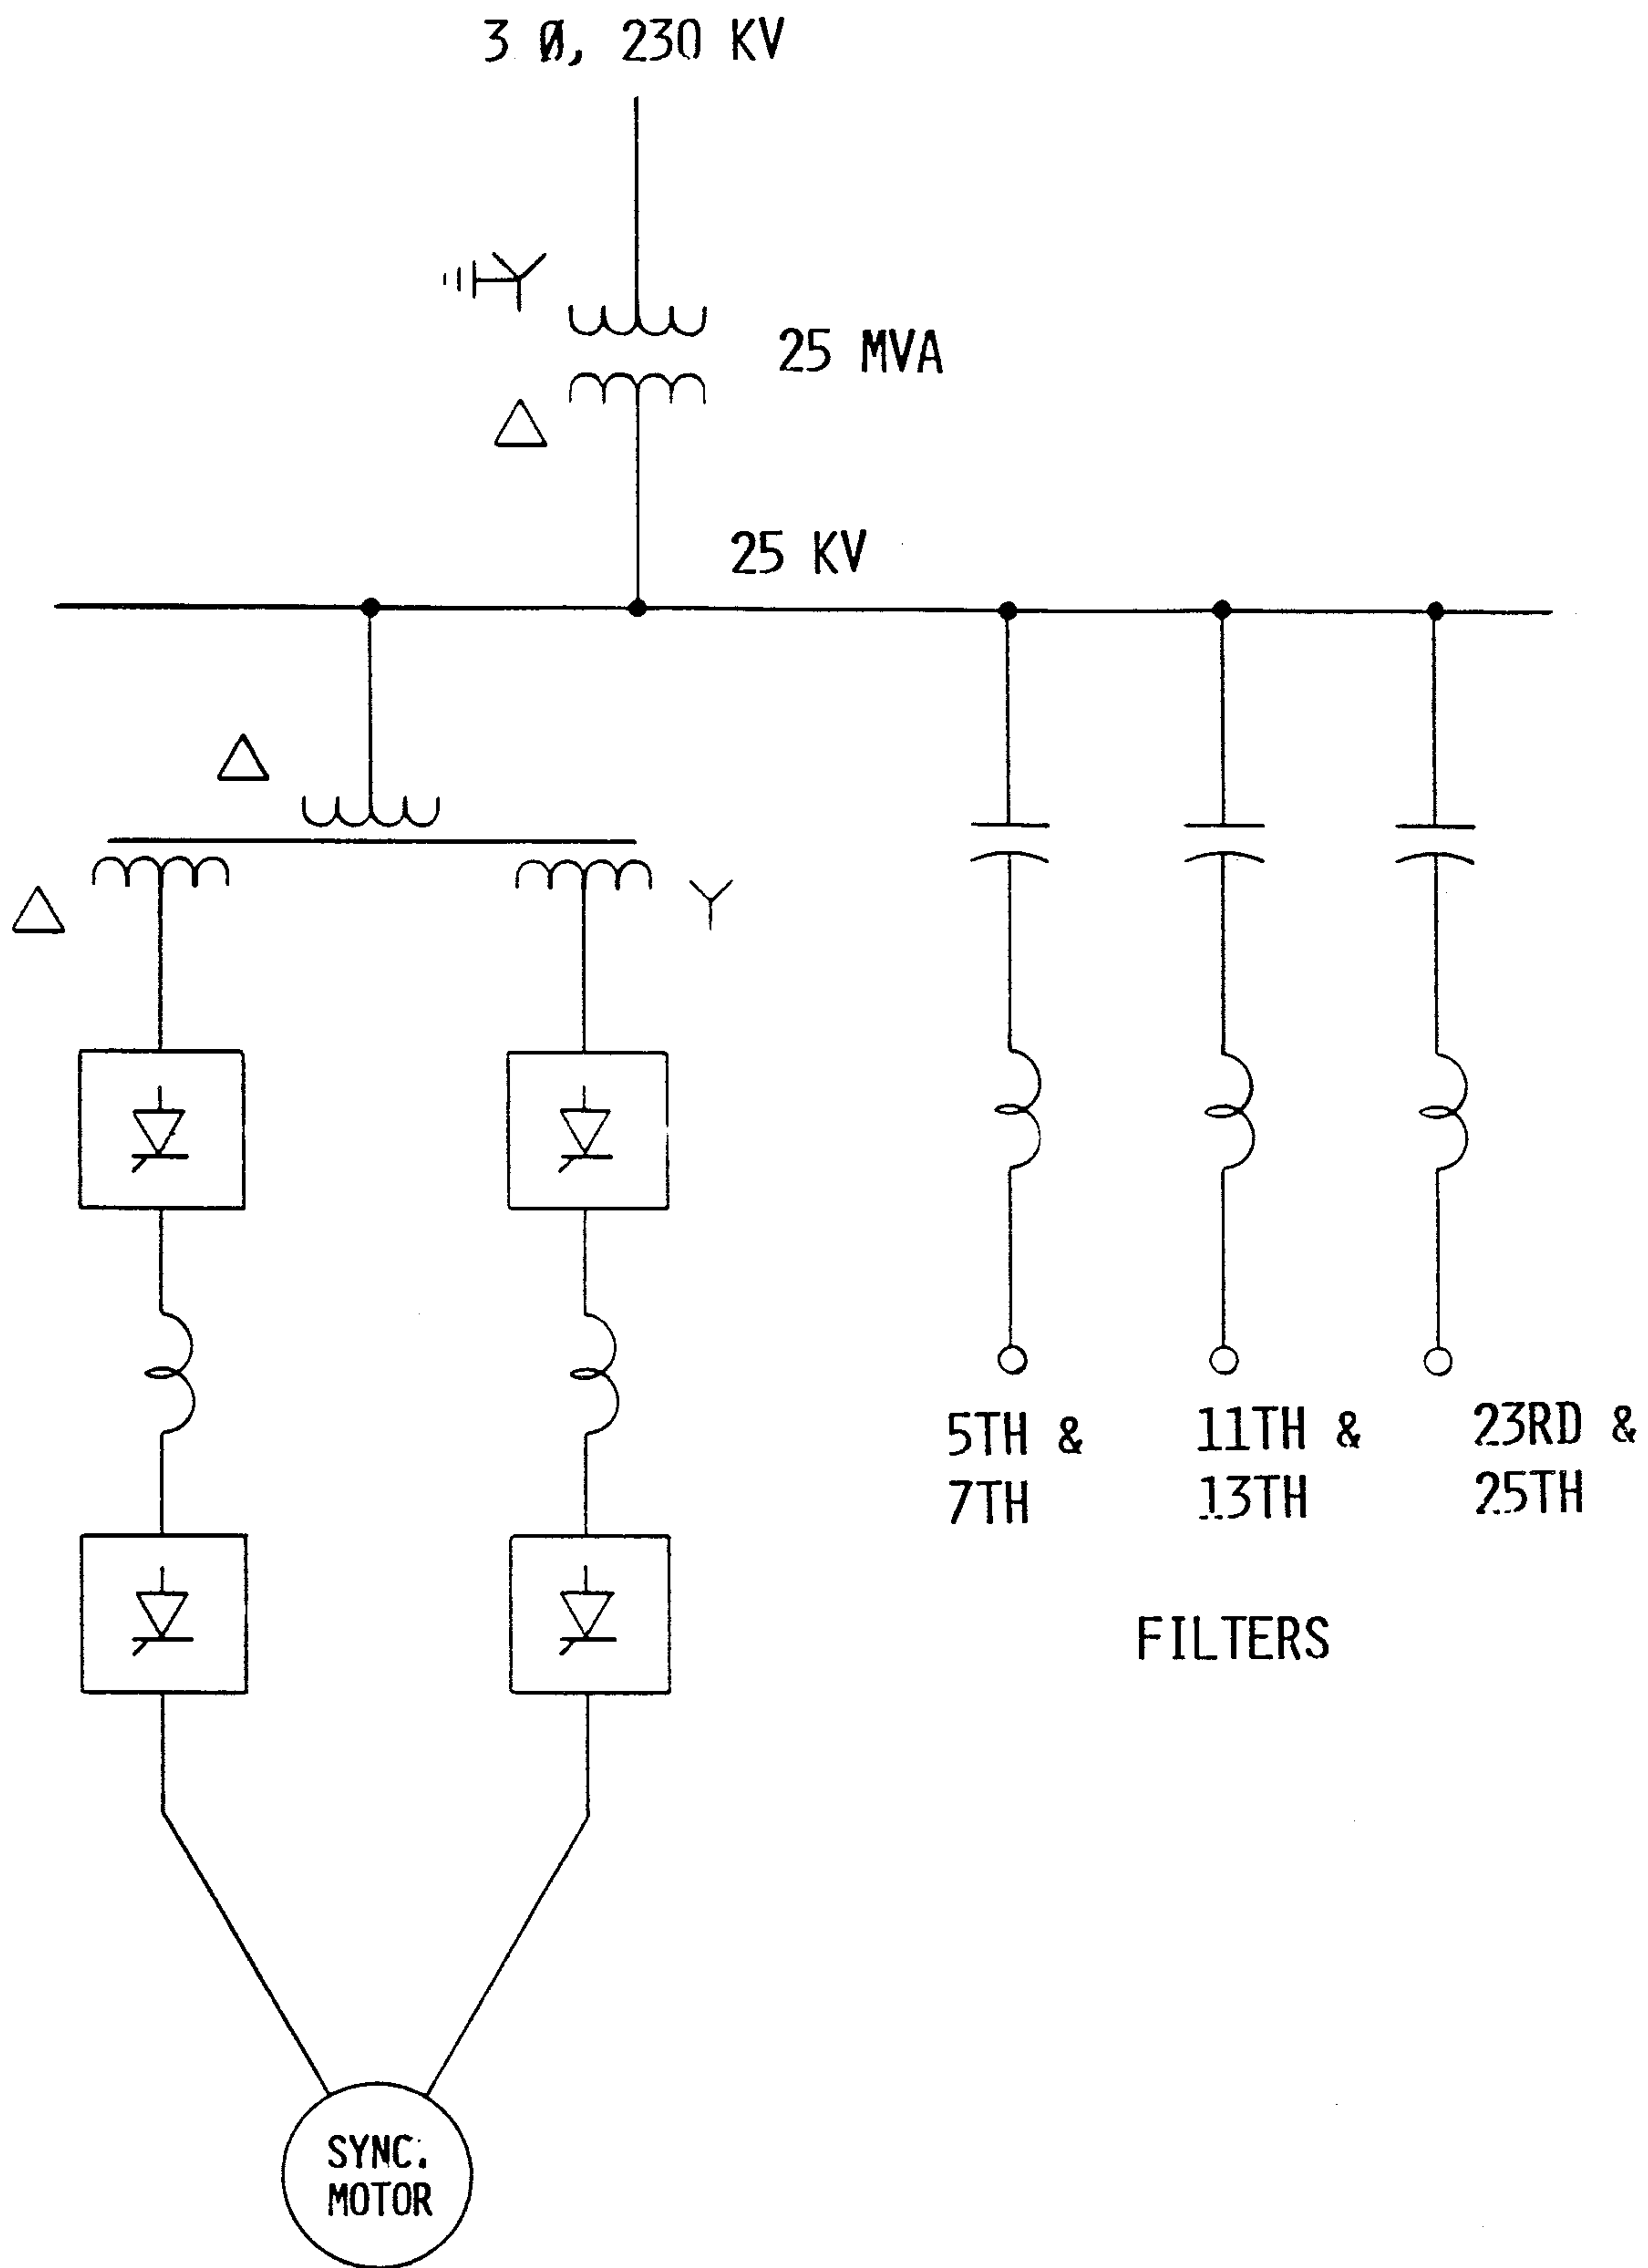 3 Ø, 230 KV
25 MVA
25 KV
5TH &
7TH
11TH &
13TH
23RD &
25TH
FILTERS
SYNC.
MOTOR